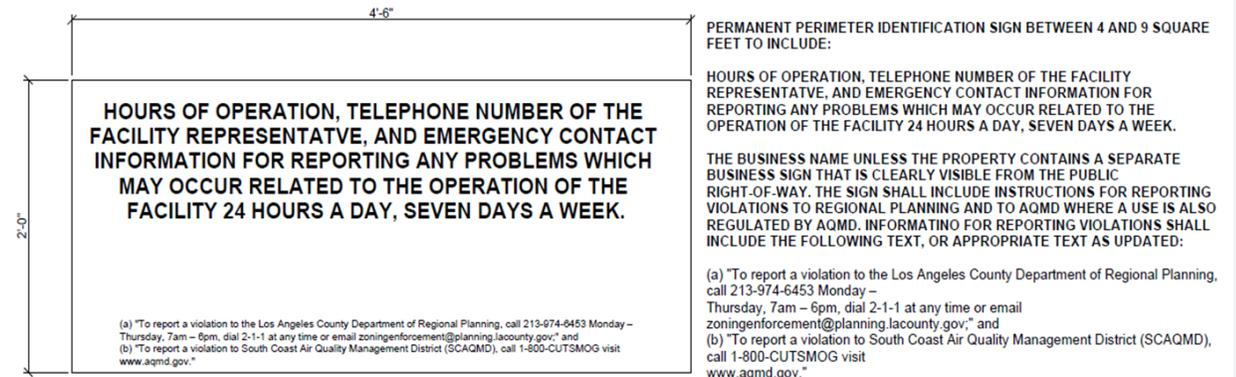 4'-6"
2'-0"
HOURS OF OPERATION, TELEPHONE NUMBER OF THE
FACILITY REPRESENTATVE, AND EMERGENCY CONTACT
INFORMATION FOR REPORTING ANY PROBLEMS WHICH
MAY OCCUR RELATED TO THE OPERATION OF THE
FACILITY 24 HOURS A DAY, SEVEN DAYS A WEEK.
(a) "To report a violation to the Los Angeles County Department of Regional Planning, call 213-974-6453 Monday –
Thursday, 7am – 6pm, dial 2-1-1 at any time or email zoningenforcement@planning.lacounty.gov;" and
(b) "To report a violation to South Coast Air Quality Management District (SCAQMD), call 1-800-CUTSMOG visit
www.aqmd.gov."
PERMANENT PERIMETER IDENTIFICATION SIGN BETWEEN 4 AND 9 SQUARE
FEET TO INCLUDE:
HOURS OF OPERATION, TELEPHONE NUMBER OF THE FACILITY
REPRESENTATVE, AND EMERGENCY CONTACT INFORMATION FOR
REPORTING ANY PROBLEMS WHICH MAY OCCUR RELATED TO THE
OPERATION OF THE FACILITY 24 HOURS A DAY, SEVEN DAYS A WEEK.
THE BUSINESS NAME UNLESS THE PROPERTY CONTAINS A SEPARATE
BUSINESS SIGN THAT IS CLEARLY VISIBLE FROM THE PUBLIC
RIGHT-OF-WAY. THE SIGN SHALL INCLUDE INSTRUCTIONS FOR REPORTING
VIOLATIONS TO REGIONAL PLANNING AND TO AQMD WHERE A USE IS ALSO
REGULATED BY AQMD. INFORMATINO FOR REPORTING VIOLATIONS SHALL
INCLUDE THE FOLLOWING TEXT, OR APPROPRIATE TEXT AS UPDATED:
(a) "To report a violation to the Los Angeles County Department of Regional Planning,
call 213-974-6453 Monday –
Thursday, 7am – 6pm, dial 2-1-1 at any time or email
zoningenforcement@planning.lacounty.gov;" and
(b) "To report a violation to South Coast Air Quality Management District (SCAQMD),
call 1-800-CUTSMOG visit
www.aqmd.gov."